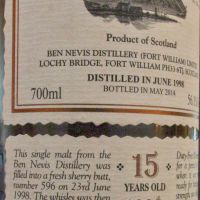 Product of Scotland
BEN NEVIS DISTILLERY (FORT WILLIAM) LIMITED
LOCHY BRIDGE, FORT WILLIAM PH33 6TJ, SCOTLAND
DISTILLED IN JUNE 1998
700ml
BOTTLED IN MAY 2014
56.
This single malt from the
Ben Nevis Distillery was
filled into a fresh sherry butt,
number 596 on 23rd June
1998. The whisky was then
15
YEARS OLD